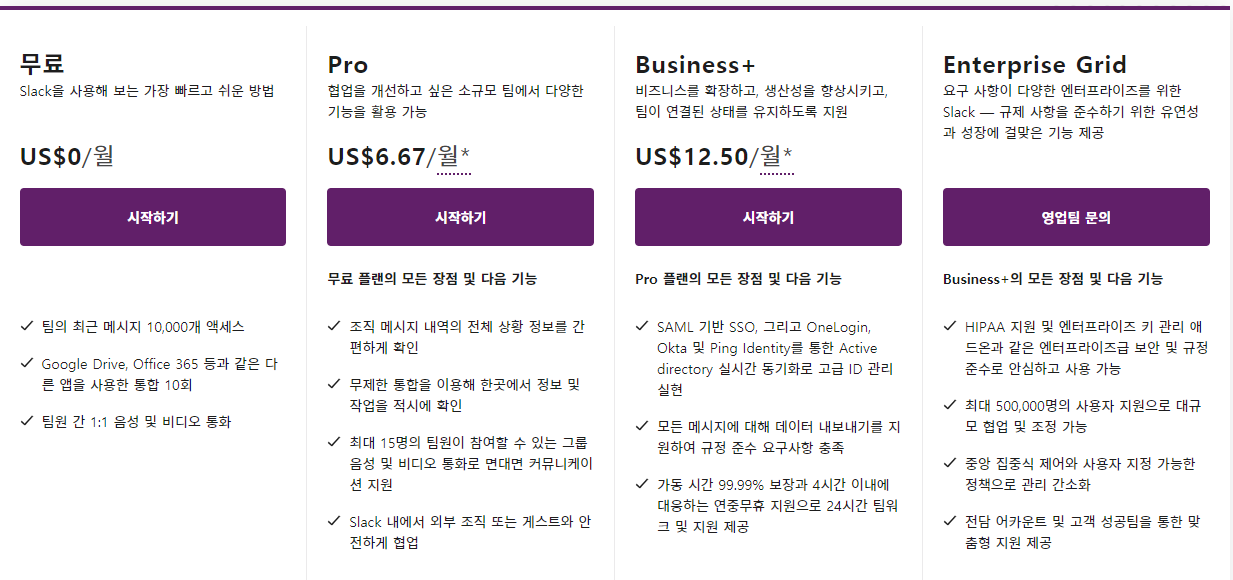 무료
Slack을 사용해 보는 가장 빠르고 쉬운 방법
US$0/월
시작하기
팀의 최근 메시지 10,000개 액세스
Google Drive, Office 365 등과 같은 다
른 앱을 사용한 통합 10회
팀원 간 1:1 음성 및 비디오 통화
Pro
협업을 개선하고 싶은 소규모 팀에서 다양한
기능을 활용 가능
US$6.67/월*
시작하기
무료 플랜의 모든 장점 및 다음 기능
조직 메시지 내역의 전체 상황 정보를 간
편하게 확인
무제한 통합을 이용해 한곳에서 정보 및
작업을 적시에 확인
최대 15명의 팀원이 참여할 수 있는 그룹
음성 및 비디오 통화로 면대면 커뮤니케이
션 지원
Slack 내에서 외부 조직 또는 게스트와 안
전하게 협업
Business+
비즈니스를 확장하고, 생산성을 향상시키고,
팀이 연결된 상태를 유지하도록 지원
US$12.50/월*
시작하기
Pro 플랜의 모든 장점 및 다음 기능
SAML 기반 SSO, 그리고 OneLogin,
Okta 및 Ping Identity를 통한 Active
directory 실시간 동기화로 고급 ID 관리
실현
모든 메시지에 대해 데이터 내보내기를 지
원하여 규정 준수 요구사항 충족
가동 시간 99.99% 보장과 4시간 이내에
대응하는 연중무휴 지원으로 24시간 팀워
크 및 지원 제공
Enterprise Grid
요구 사항이 다양한 엔터프라이즈를 위한
Slack — 규제 사항을 준수하기 위한 유연성
과 성장에 걸맞은 기능 제공
영업팀 문의
Business+의 모든 장점 및 다음 기능
HIPAA 지원 및 엔터프라이즈 키 관리 애
드온과 같은 엔터프라이즈급 보안 및 규정
준수로 안심하고 사용 가능
최대 500,000명의 사용자 지원으로 대규
모 협업 및 조정 가능
중앙 집중식 제어와 사용자 지정 가능한
정책으로 관리 간소화
전담 어카운트 및 고객 성공팀을 통한 맞
춤형 지원 제공